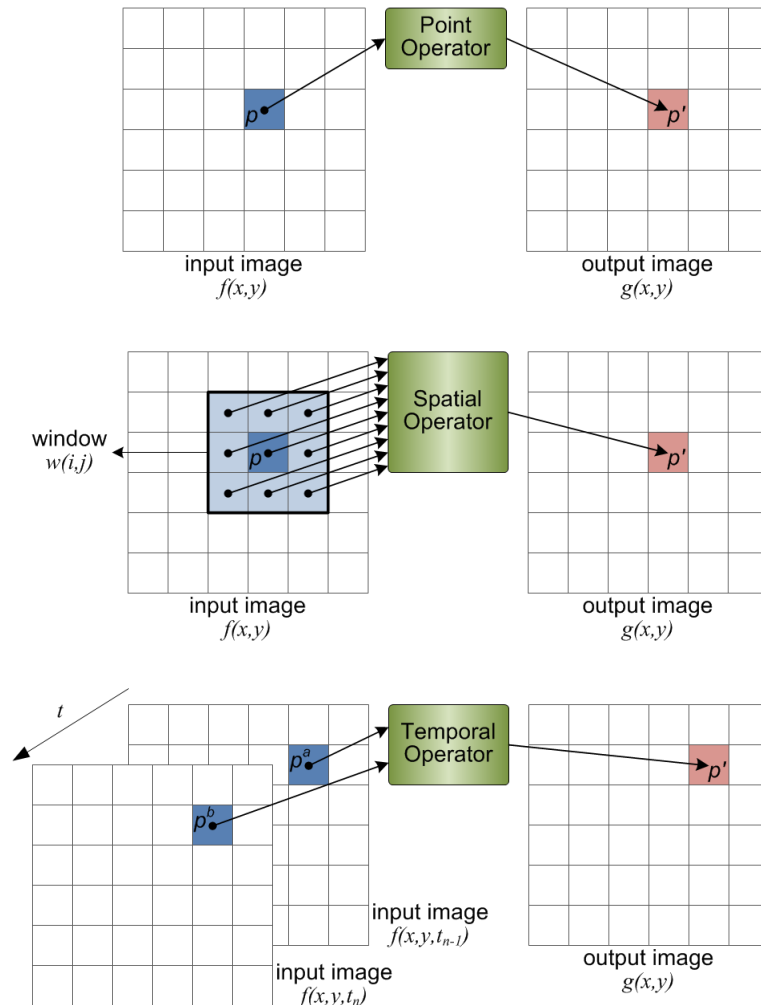 Point
Operator
p
p'
input image
f(x,y)
output image
g(x,y)
Spatial
Operator
window
w(i,j)
p
p'
input image
f(x,y)
output image
g(x,y)
t
Temporal
Operator
pᵃ
pᵇ
p'
input image
f(x,y,tₙ₋₁)
output image
g(x,y)
input image
f(x,y,tₙ)